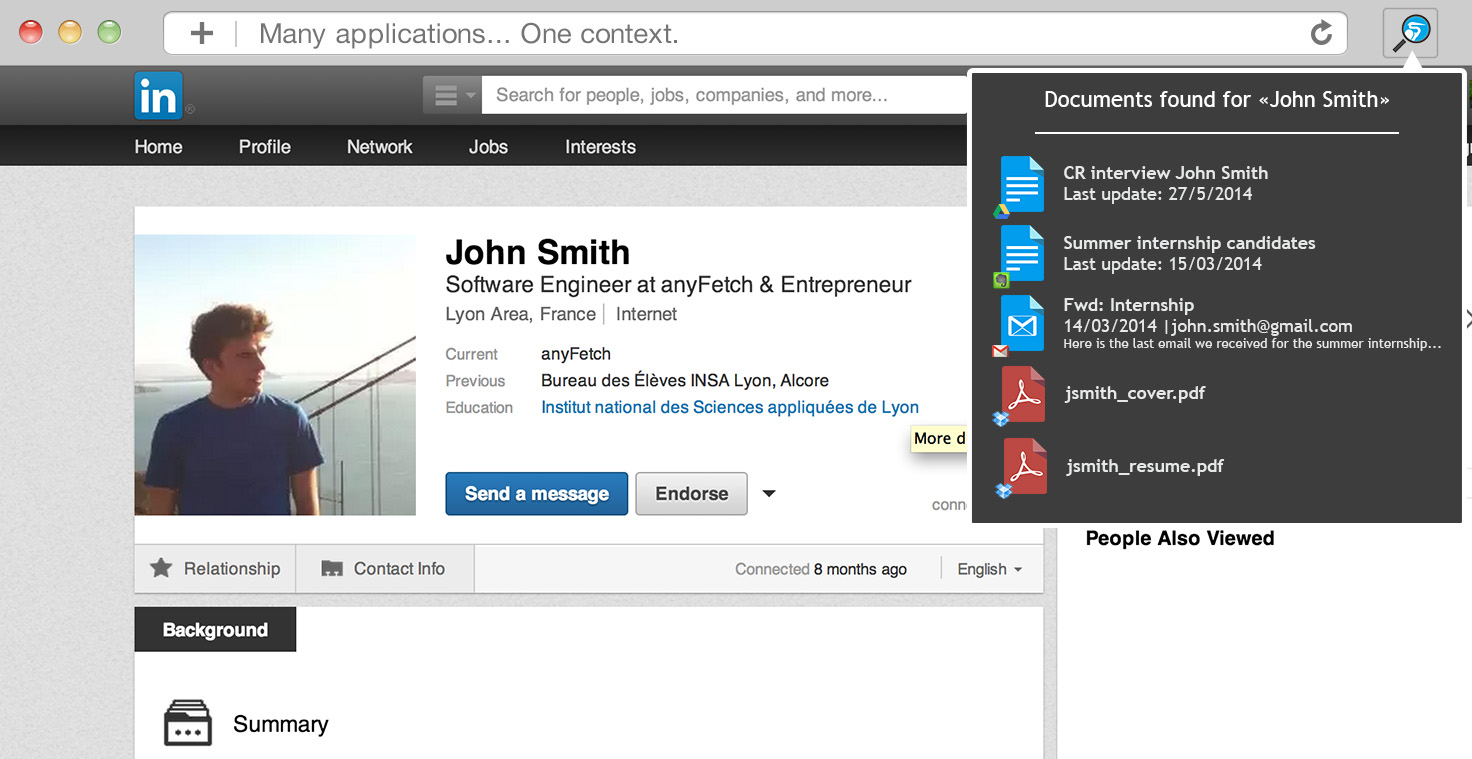 Many applications... One context.
in ®
Search for people, jobs, companies, and more...
Home Profile Network Jobs Interests
John Smith
Software Engineer at anyFetch & Entrepreneur
Lyon Area, France | Internet
Current anyFetch
Previous Bureau des Élèves INSA Lyon, Alcore
Education Institut national des Sciences appliquées de Lyon
More d
Send a message Endorse
conn
Relationship Contact Info Connected 8 months ago English
Background
Summary
Documents found for «John Smith»
CR interview John Smith
Last update: 27/5/2014
Summer internship candidates
Last update: 15/03/2014
Fwd: Internship
14/03/2014 |john.smith@gmail.com
Here is the last email we received for the summer internship...
jsmith_cover.pdf
jsmith_resume.pdf
People Also Viewed